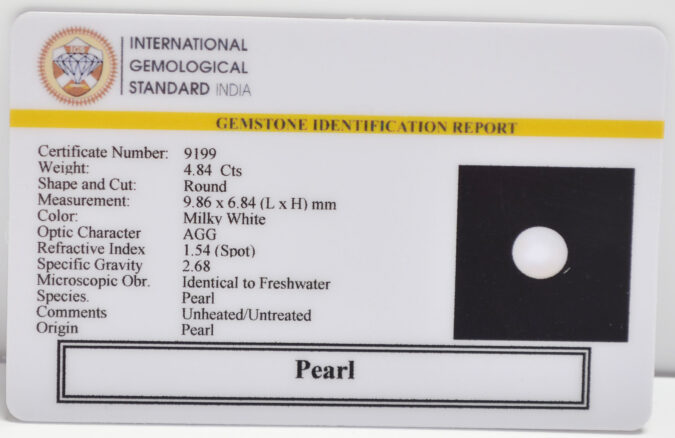 IGS
INTERNATIONAL
GEMOLOGICAL
STANDARD INDIA
GEMSTONE IDENTIFICATION REPORT
Certificate Number: 9199
Weight: 4.84 Cts
Shape and Cut: Round
Measurement: 9.86 x 6.84 (L x H) mm
Color: Milky White
Optic Character AGG
Refractive Index 1.54 (Spot)
Specific Gravity 2.68
Microscopic Obr. Identical to Freshwater
Species. Pearl
Comments Unheated/Untreated
Origin Pearl
Pearl